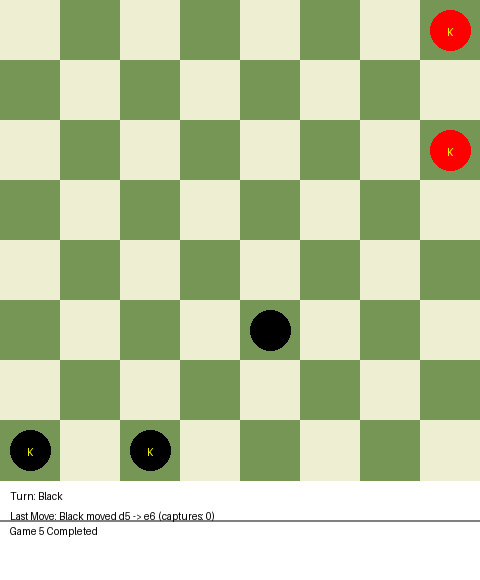 K
K
K K
Turn: Black
Last Move: Black moved d5 -> e6 (captures: 0)
Game 5 Completed